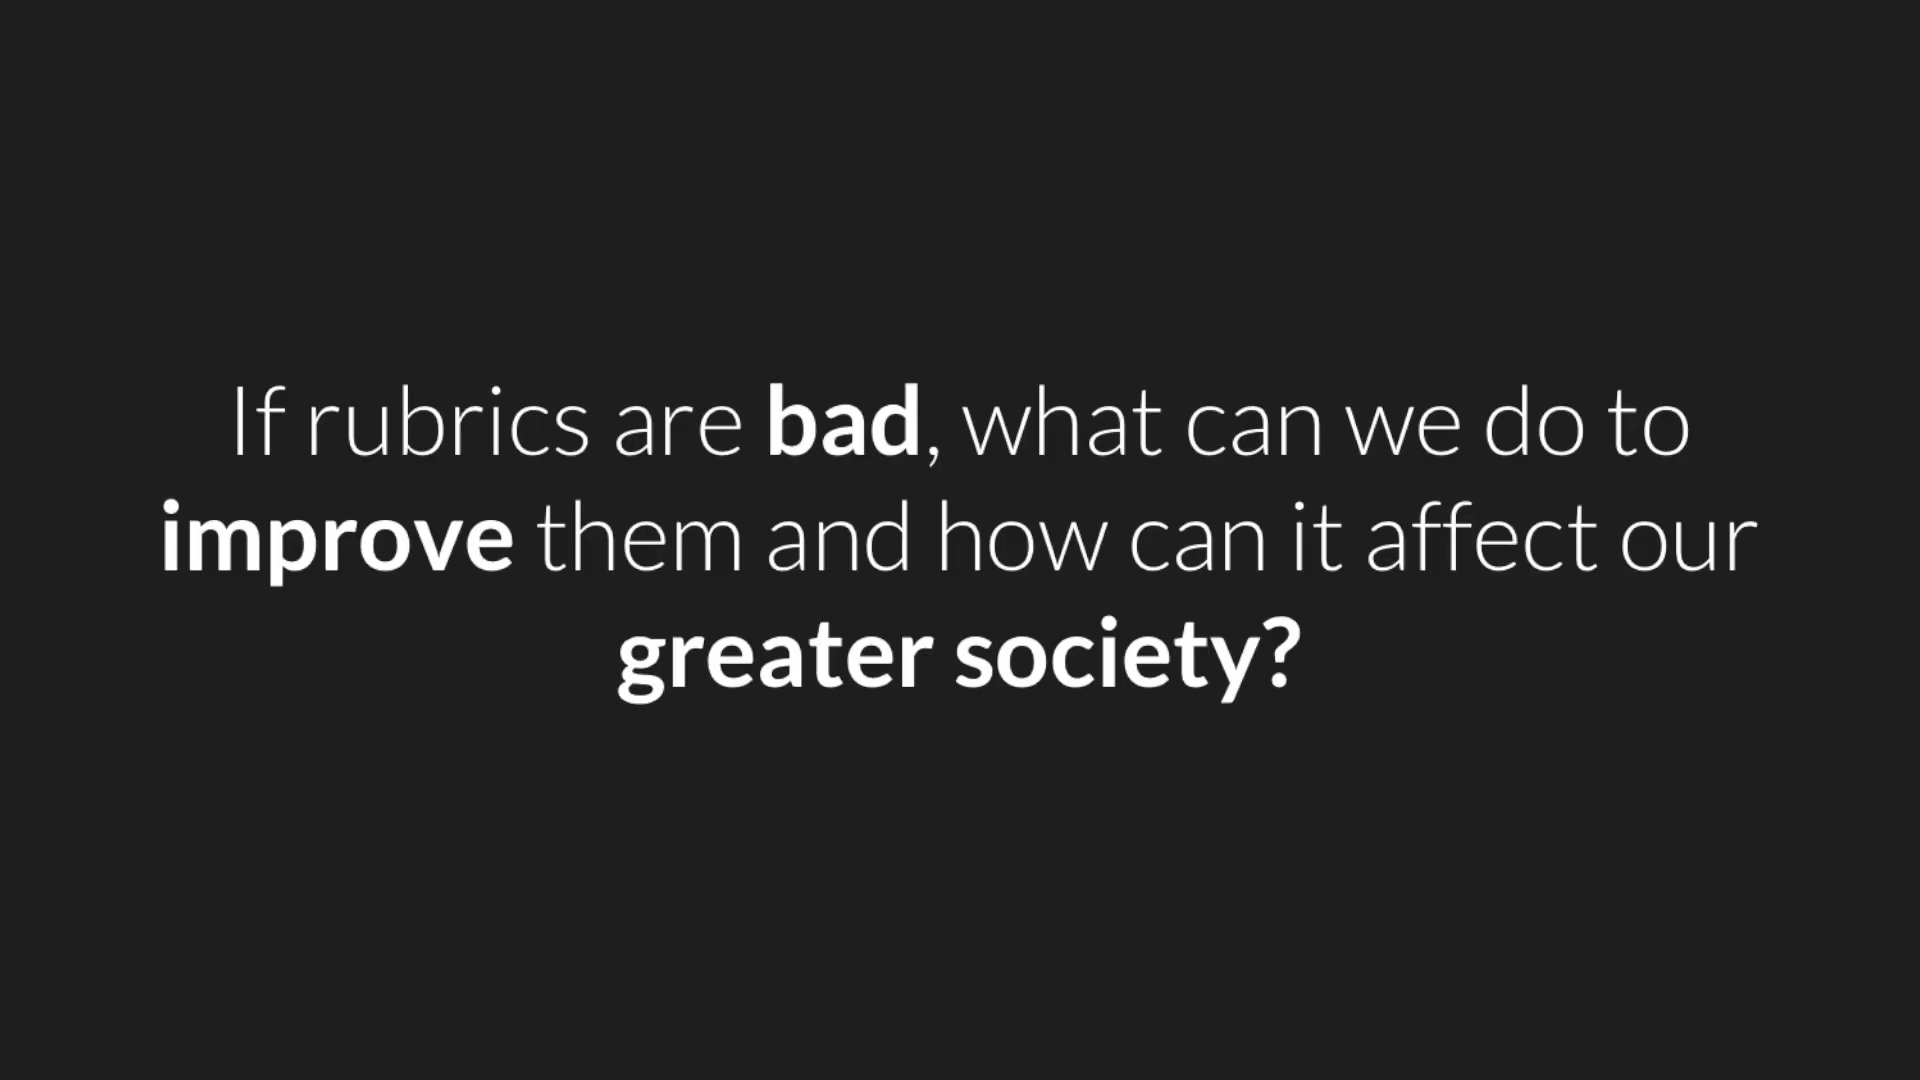 If rubrics are bad, what can we do to
improve them and how can it affect our
greater society?